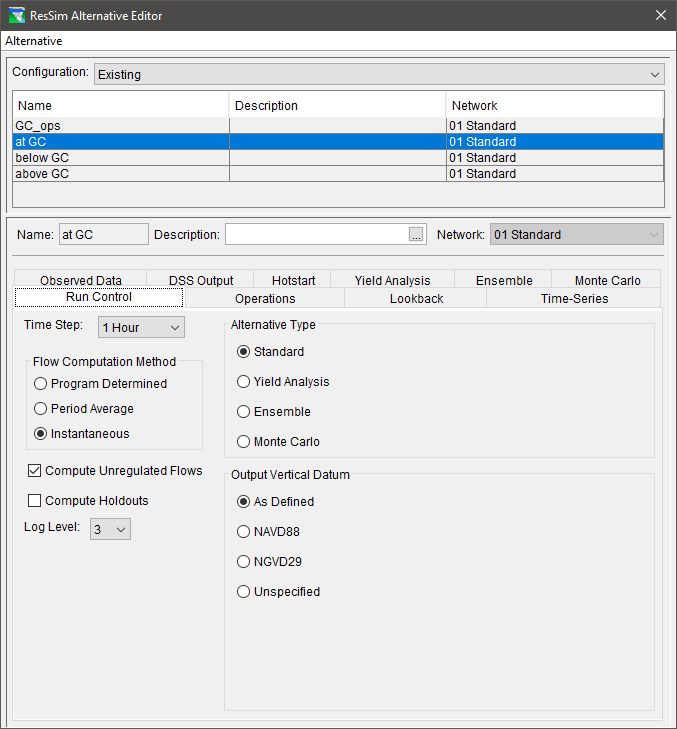 ResSim Alternative Editor
Alternative
Configuration: Existing
Name Description Network
GC_ops 01 Standard
at GC 01 Standard
below GC 01 Standard
above GC 01 Standard
Name: at GC Description: ... Network: 01 Standard
Observed Data DSS Output Hotstart Yield Analysis Ensemble Monte Carlo
Run Control Operations Lookback Time-Series
Time Step: 1 Hour
Flow Computation Method
Program Determined
Period Average
Instantaneous
Compute Unregulated Flows
Compute Holdouts
Log Level: 3
Alternative Type
Standard
Yield Analysis
Ensemble
Monte Carlo
Output Vertical Datum
As Defined
NAVD88
NGVD29
Unspecified